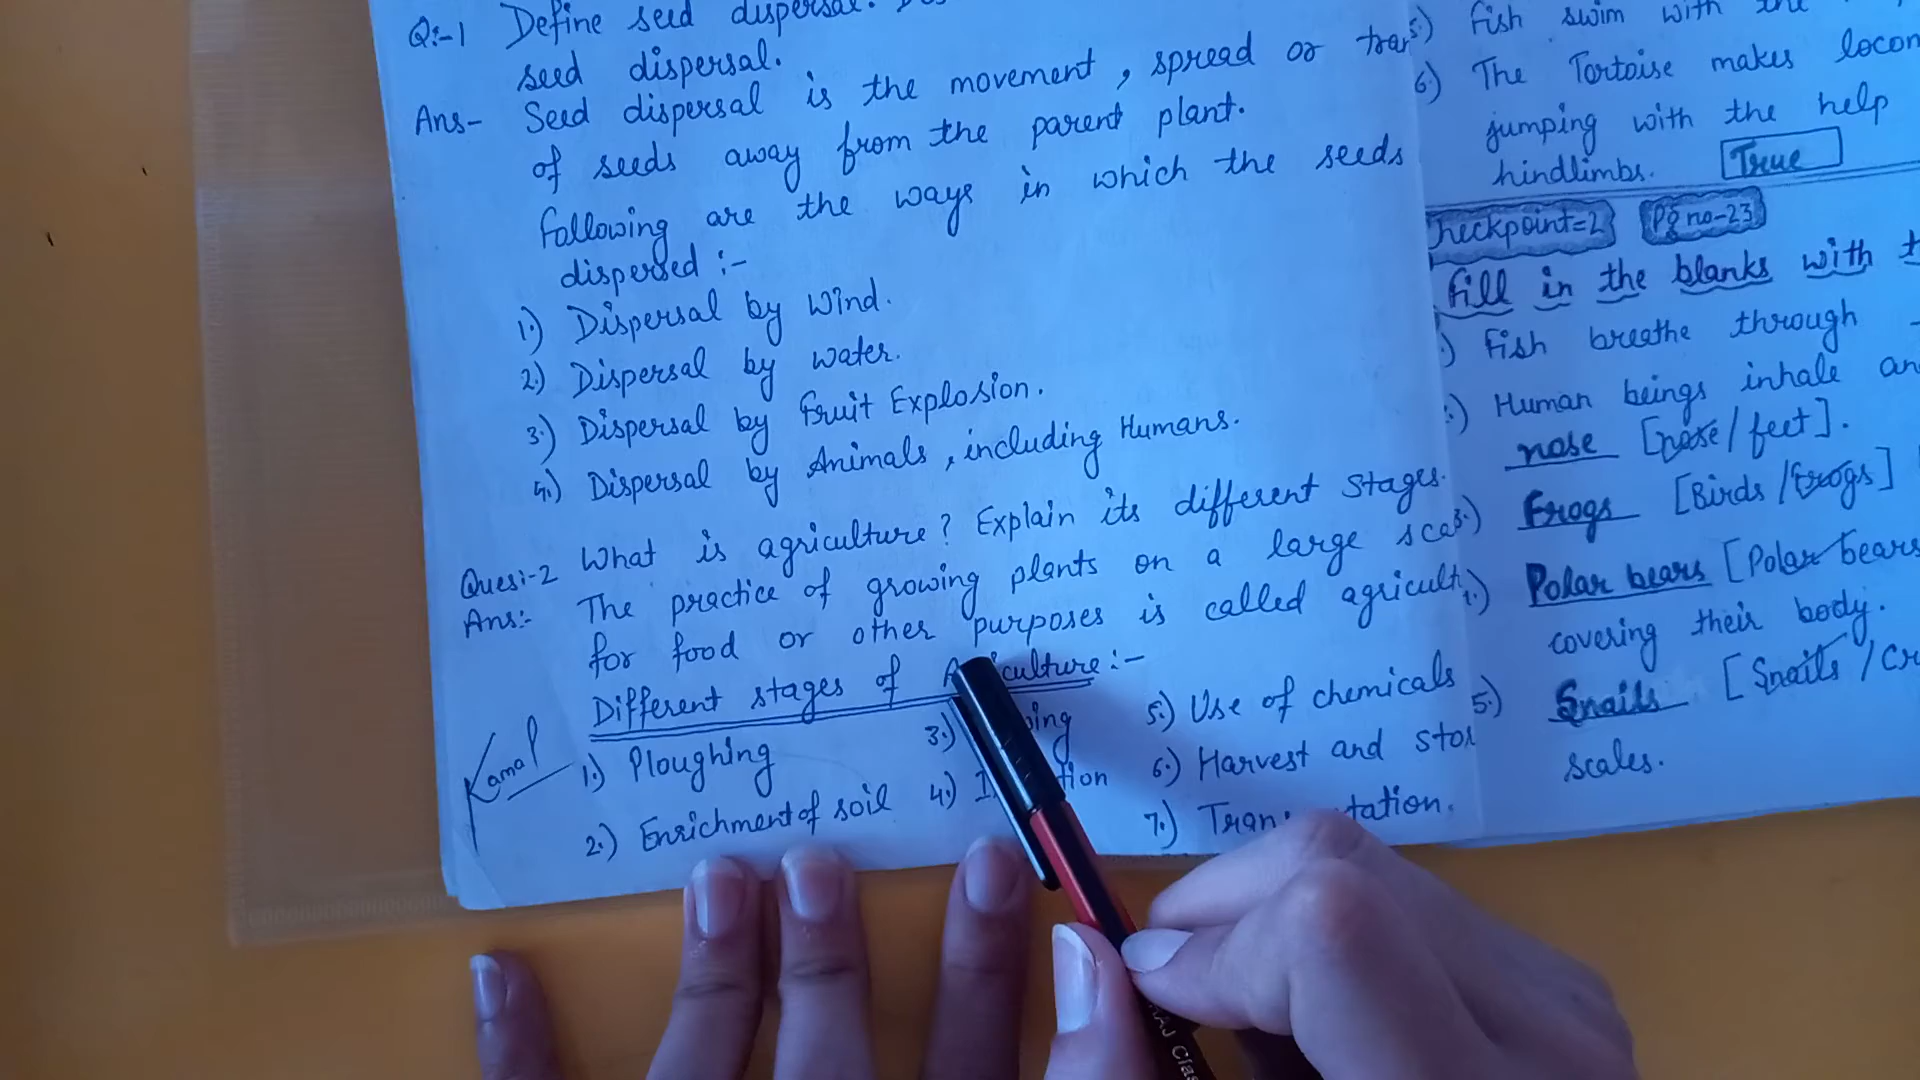 Q:-1 Define seed dispersal.
seed dispersal.
Ans- Seed dispersal is the movement, spread or
of seeds away from the parent plant.
following are the ways in which the seeds
dispersed :-
1.) Dispersal by Wind.
2.) Dispersal by water.
3.) Dispersal by Fruit Explosion.
4.) Dispersal by Animals, including Humans.
Quesi-2 What is agriculture? Explain its different stages.
Ans:- The practice of growing plants on a large
for food or other purposes is called
Different stages of :-
Kamal
1.) Ploughing
2.) Enrichment of soil
3.)
4.)
5.) Use of chemicals
6.) Harvest and
7.)
5.) fish swim with the
6.) The Tortoise makes
jumping with the help
hindlimbs. True
Pg no-23
fill in the blanks with
fish breathe through
Human beings inhale
nose [nose/feet].
3.) Frogs [Birds/Frogs]
Polar bears [Polar bears
covering their body.
5.) Snails [Snails/
scales.